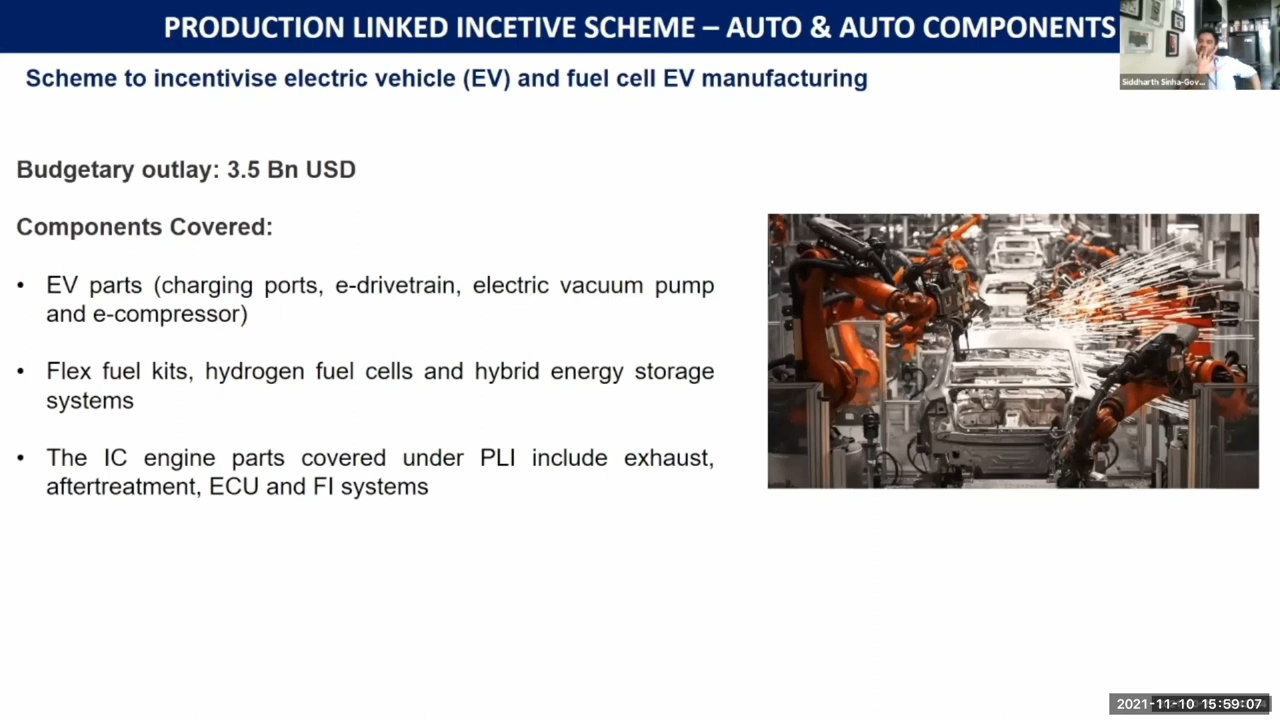 PRODUCTION LINKED INCETIVE SCHEME – AUTO & AUTO COMPONENTS
Siddharth Sinha-Gov...
Scheme to incentivise electric vehicle (EV) and fuel cell EV manufacturing
Budgetary outlay: 3.5 Bn USD
Components Covered:
• EV parts (charging ports, e-drivetrain, electric vacuum pump
and e-compressor)
• Flex fuel kits, hydrogen fuel cells and hybrid energy storage
systems
• The IC engine parts covered under PLI include exhaust,
aftertreatment, ECU and FI systems
2021-11-10 15:59:07